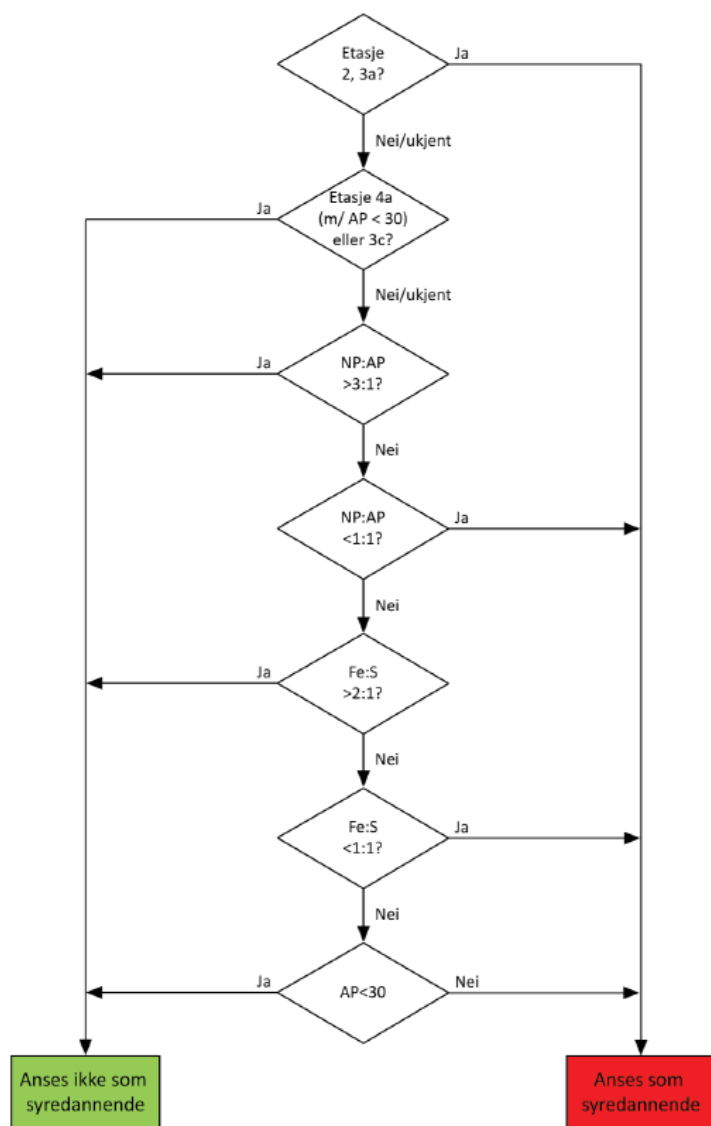 Etasje
2, 3a?
Ja
Nei/ukjent
Etasje 4a
(m/ AP < 30)
eller 3c?
Ja
Nei/ukjent
NP:AP
>3:1?
Ja
Nei
NP:AP
<1:1?
Ja
Nei
Fe:S
>2:1?
Ja
Nei
Fe:S
<1:1?
Ja
Nei
AP<30
Ja
Nei
Anses ikke som
syredannende
Anses som
syredannende